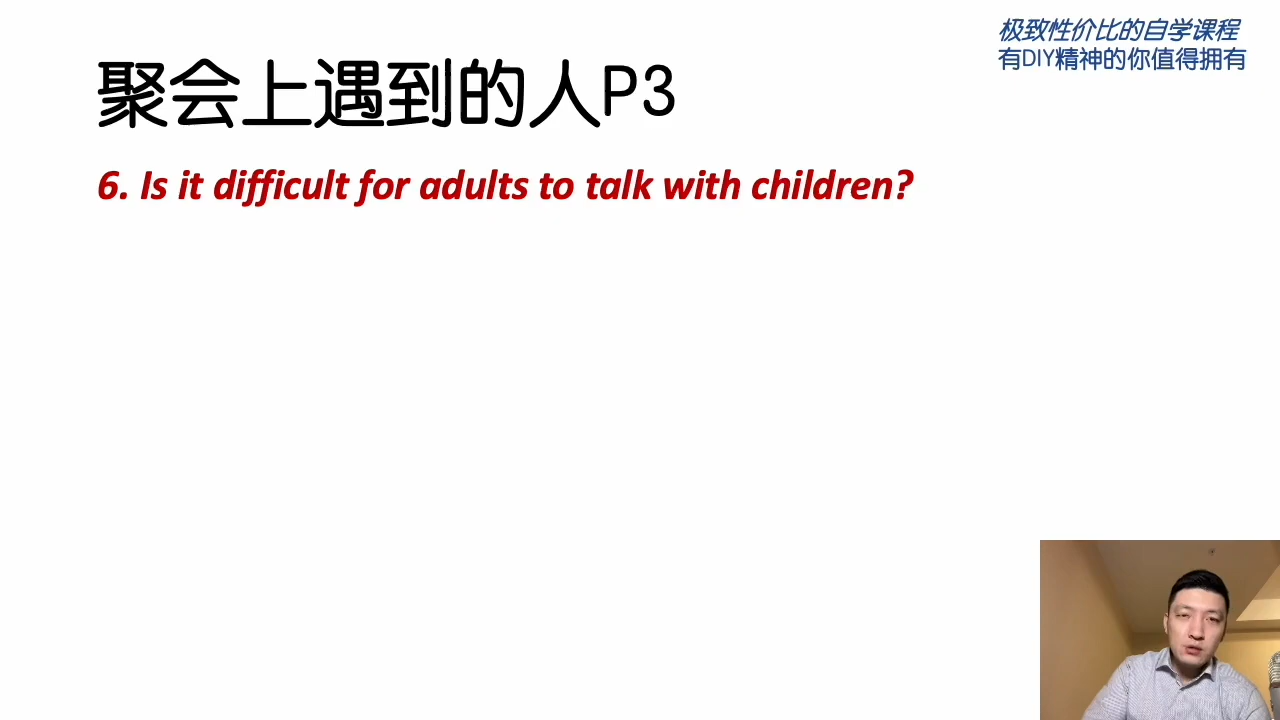 极致性价比的自学课程
有DIY精神的你值得拥有
聚会上遇到的人P3
6. Is it difficult for adults to talk with children?